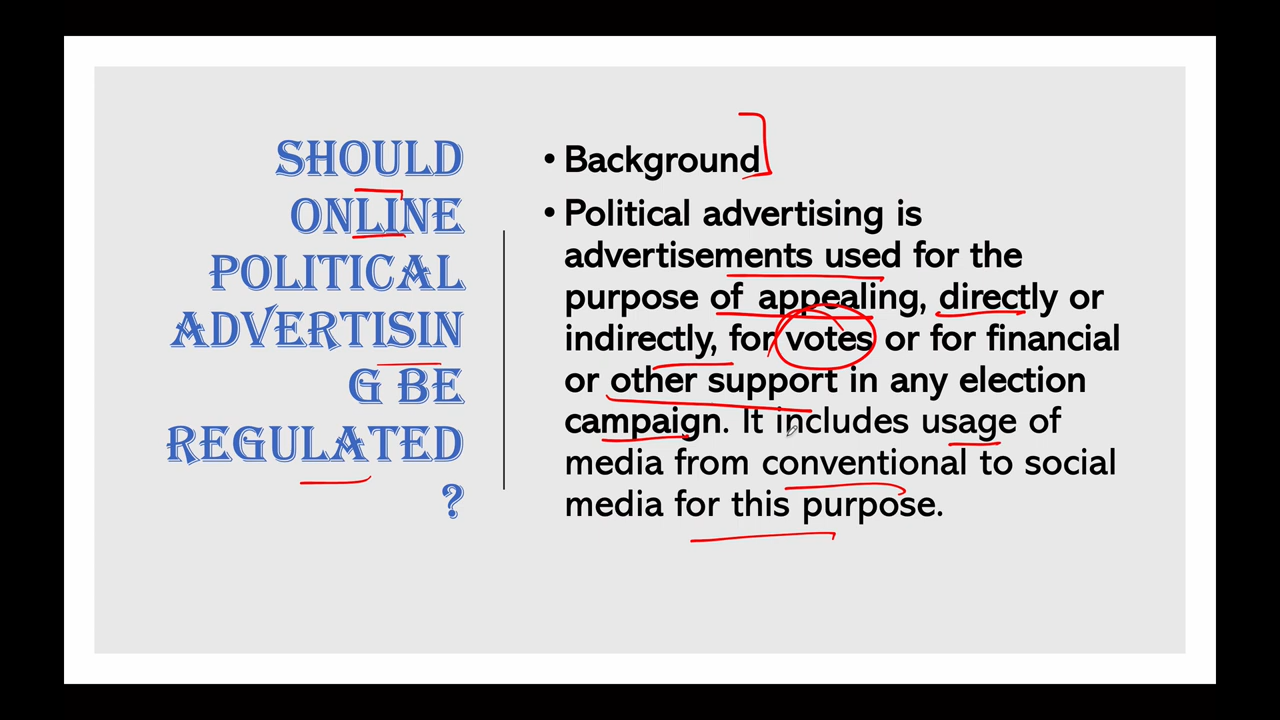 SHOULD
ONLINE
POLITICAL
ADVERTISIN
G BE
REGULATED
?
• Background
• Political advertising is
advertisements used for the
purpose of appealing, directly or
indirectly, for votes or for financial
or other support in any election
campaign. It includes usage of
media from conventional to social
media for this purpose.